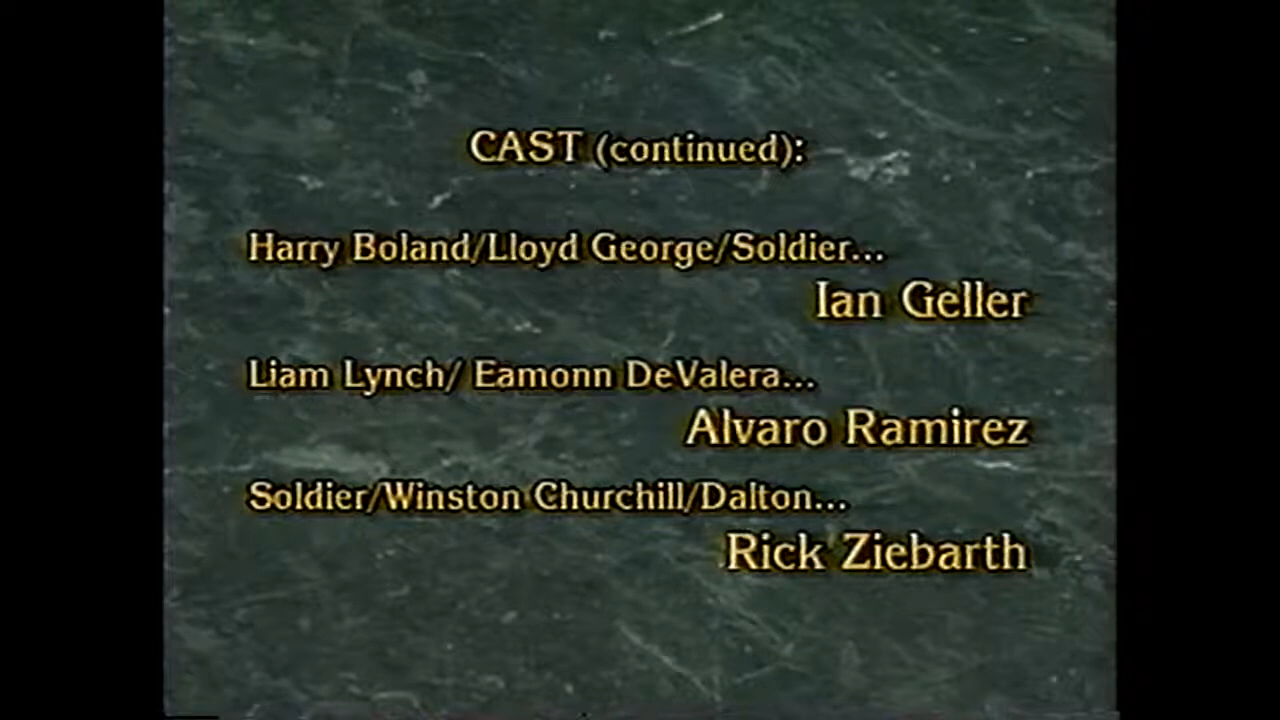 CAST (continued):
Harry Boland/Lloyd George/Soldier...
Ian Geller
Liam Lynch/ Eamonn DeValera...
Alvaro Ramirez
Soldier/Winston Churchill/Dalton...
Rick Ziebarth